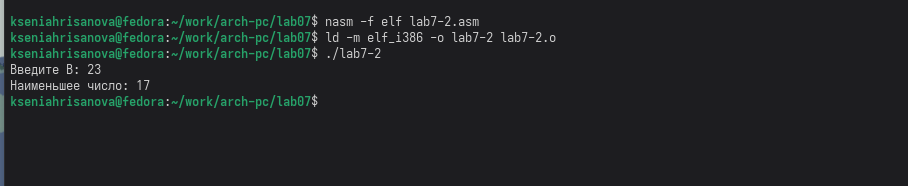 kseniahrisanova@fedora:~/work/arch-pc/lab07$ nasm -f elf lab7-2.asm
kseniahrisanova@fedora:~/work/arch-pc/lab07$ ld -m elf_i386 -o lab7-2 lab7-2.o
kseniahrisanova@fedora:~/work/arch-pc/lab07$ ./lab7-2
Введите B: 23
Наименьшее число: 17
kseniahrisanova@fedora:~/work/arch-pc/lab07$